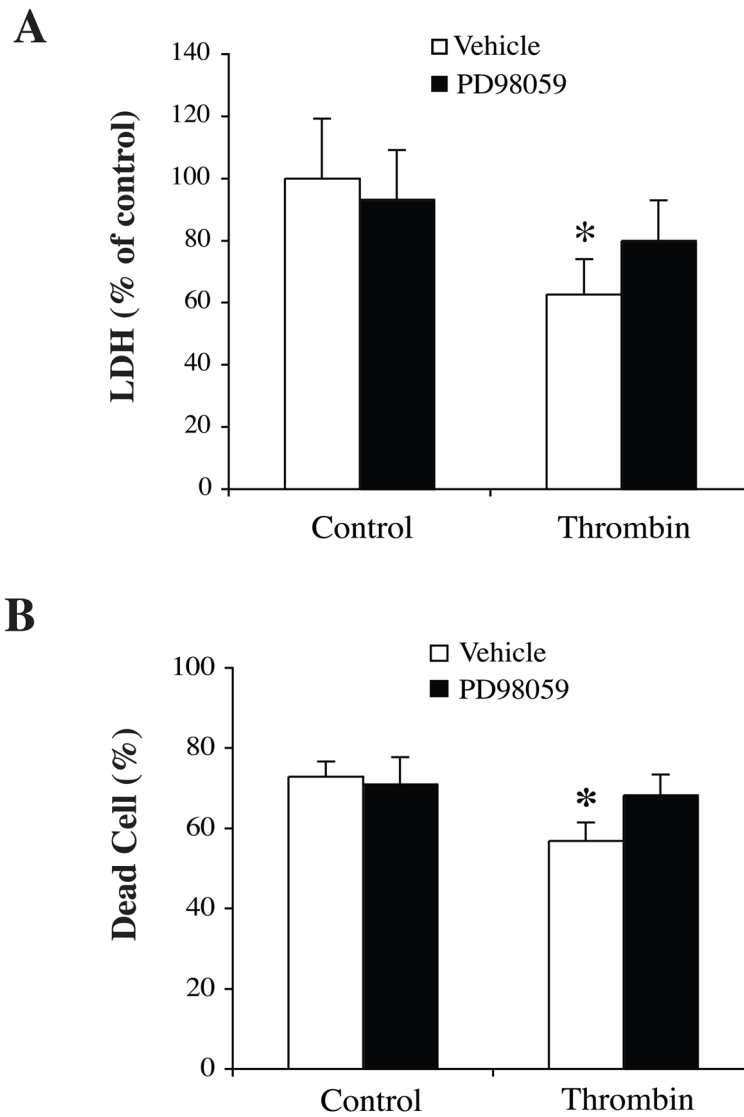 A
Vehicle
PD98059
LDH (% of control)
140
120
100
80
60
40
20
0
*
Control Thrombin
B
Vehicle
PD98059
Dead Cell (%)
100
80
60
40
20
0
*
Control Thrombin